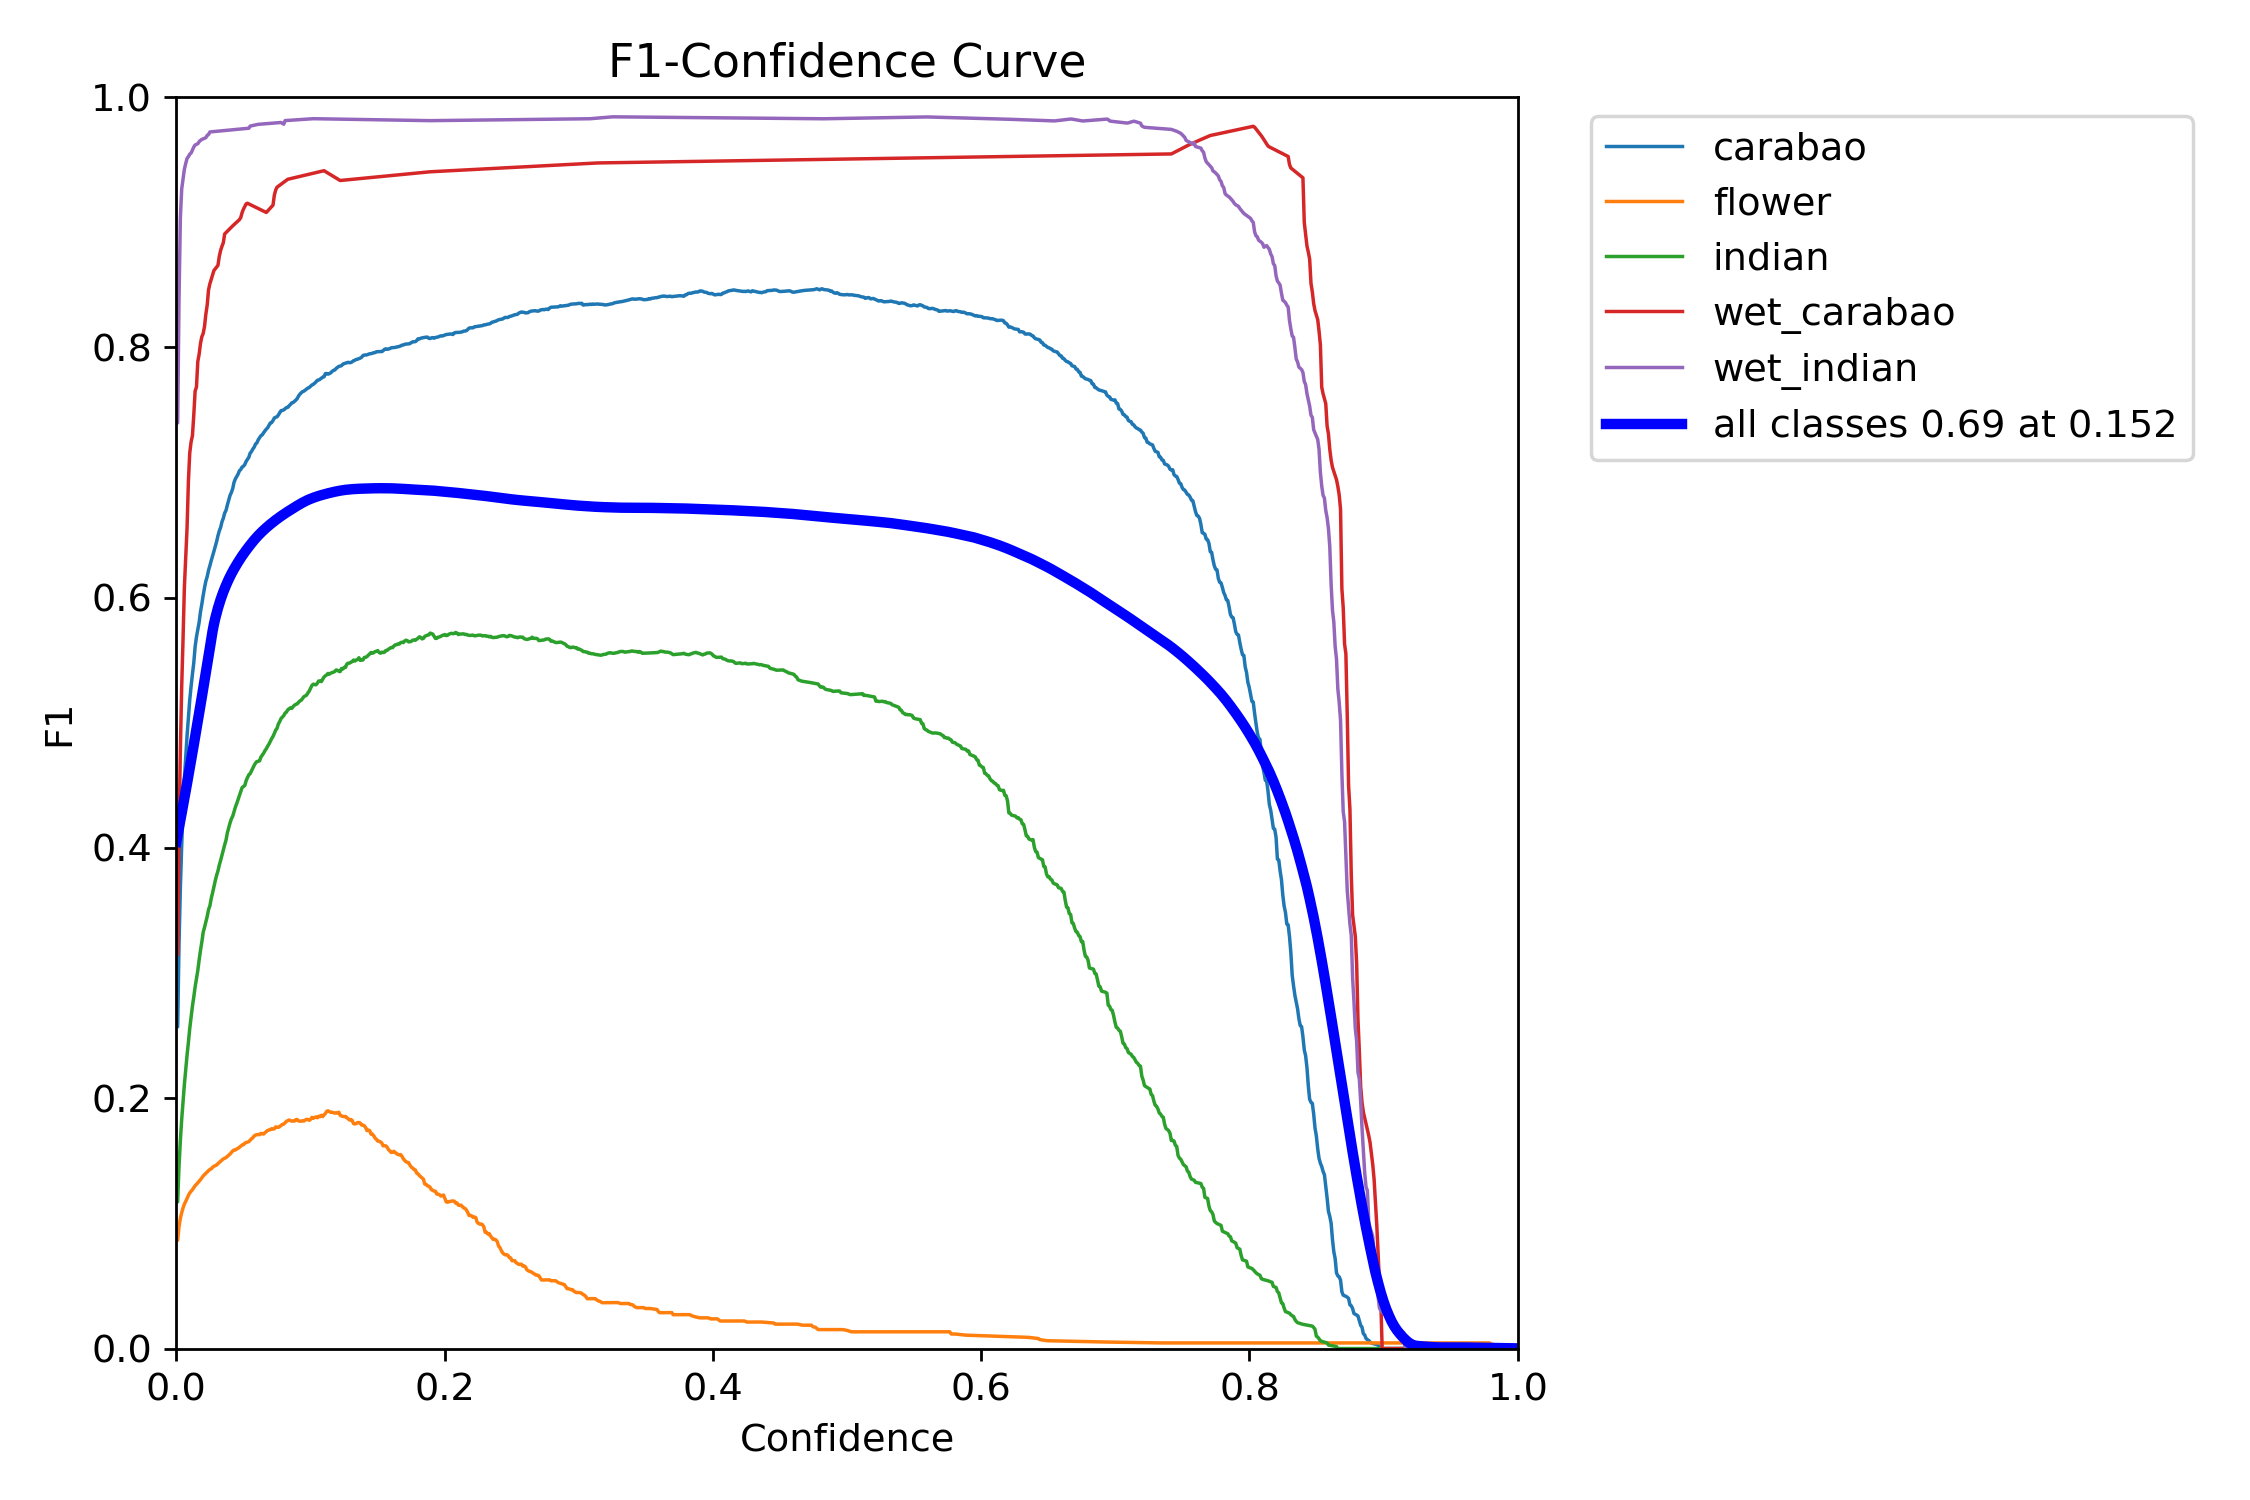 F1-Confidence Curve
1.0
0.8
0.6
0.4
0.2
0.0
F1
0.0 0.2 0.4 0.6 0.8 1.0
Confidence
carabao
flower
indian
wet_carabao
wet_indian
all classes 0.69 at 0.152